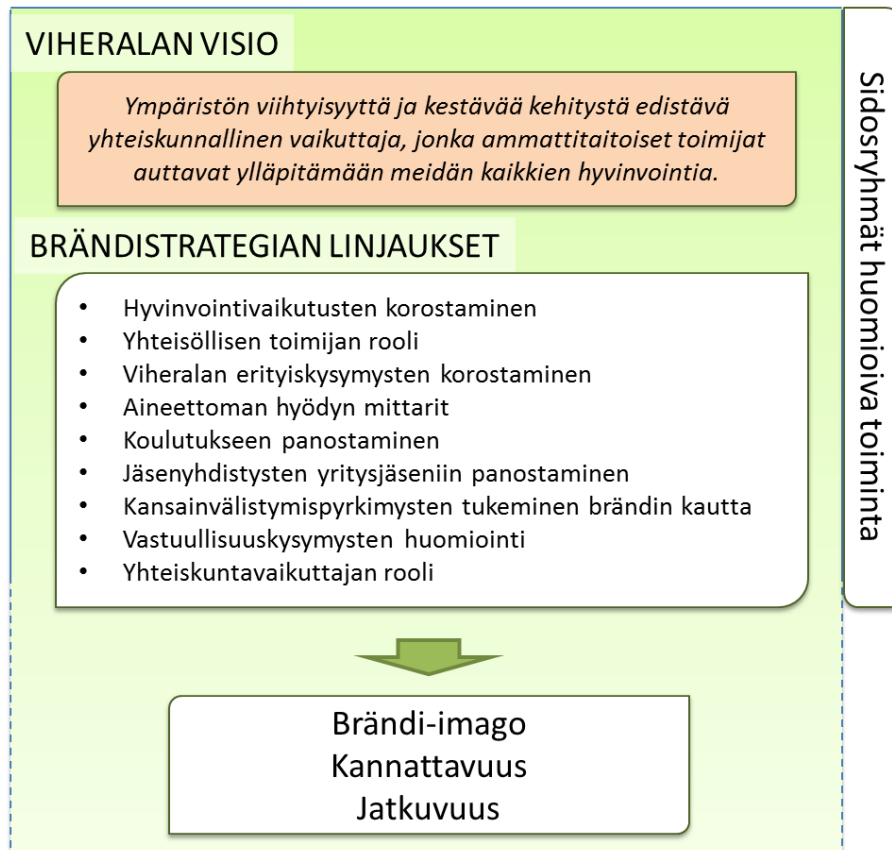 VIHERALAN VISIO
Ympäristön viihtyisyyttä ja kestävää kehitystä edistävä
yhteiskunnallinen vaikuttaja, jonka ammattitaitoiset toimijat
auttavat ylläpitämään meidän kaikkien hyvinvointia.
BRÄNDISTRATEGIAN LINJAUKSET
• Hyvinvointivaikutusten korostaminen
• Yhteisöllisen toimijan rooli
• Viheralan erityiskysymysten korostaminen
• Aineettoman hyödyn mittarit
• Koulutukseen panostaminen
• Jäsenyhdistysten yritysjäseniin panostaminen
• Kansainvälistymispyrkimysten tukeminen brändin kautta
• Vastuullisuuskysymysten huomiointi
• Yhteiskuntavaikuttajan rooli
Brändi-imago
Kannattavuus
Jatkuvuus
Sidosryhmät huomioiva toiminta